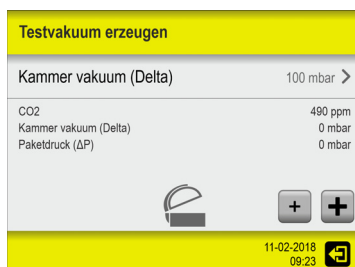 Testvakuum erzeugen
Kammer vakuum (Delta) 100 mbar >
CO2 490 ppm
Kammer vakuum (Delta) 0 mbar
Paketdruck (ΔP) 0 mbar
+ +
11-02-2018
09:23